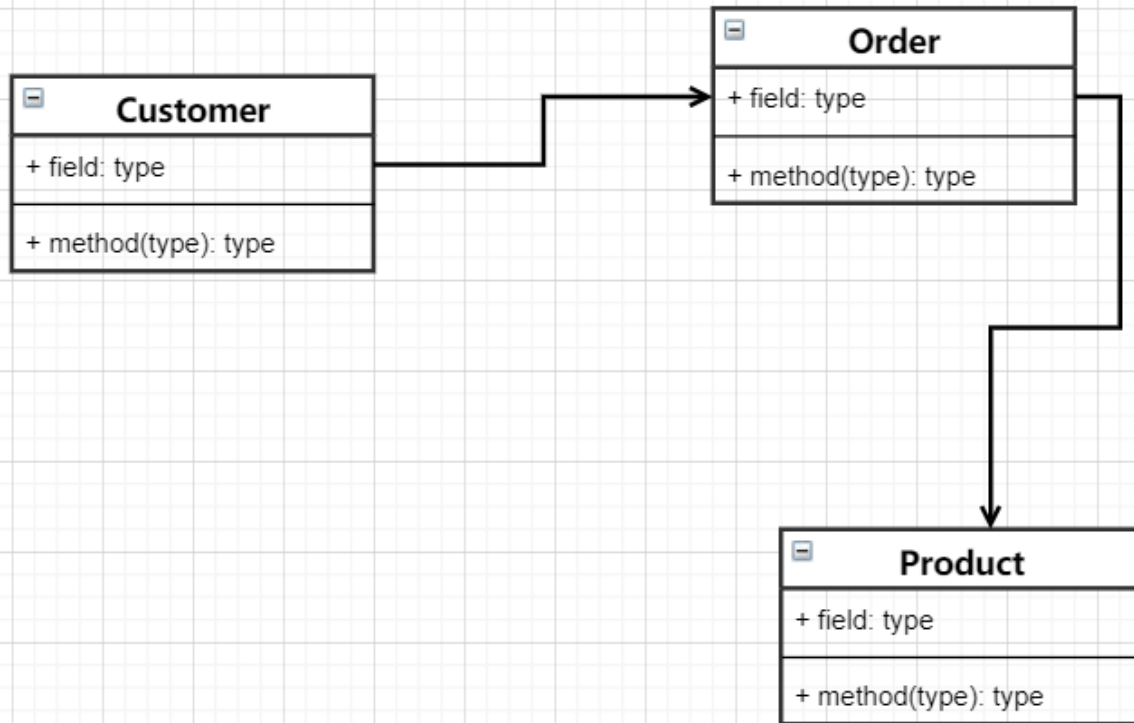 Customer
+ field: type
+ method(type): type
Order
+ field: type
+ method(type): type
Product
+ field: type
+ method(type): type